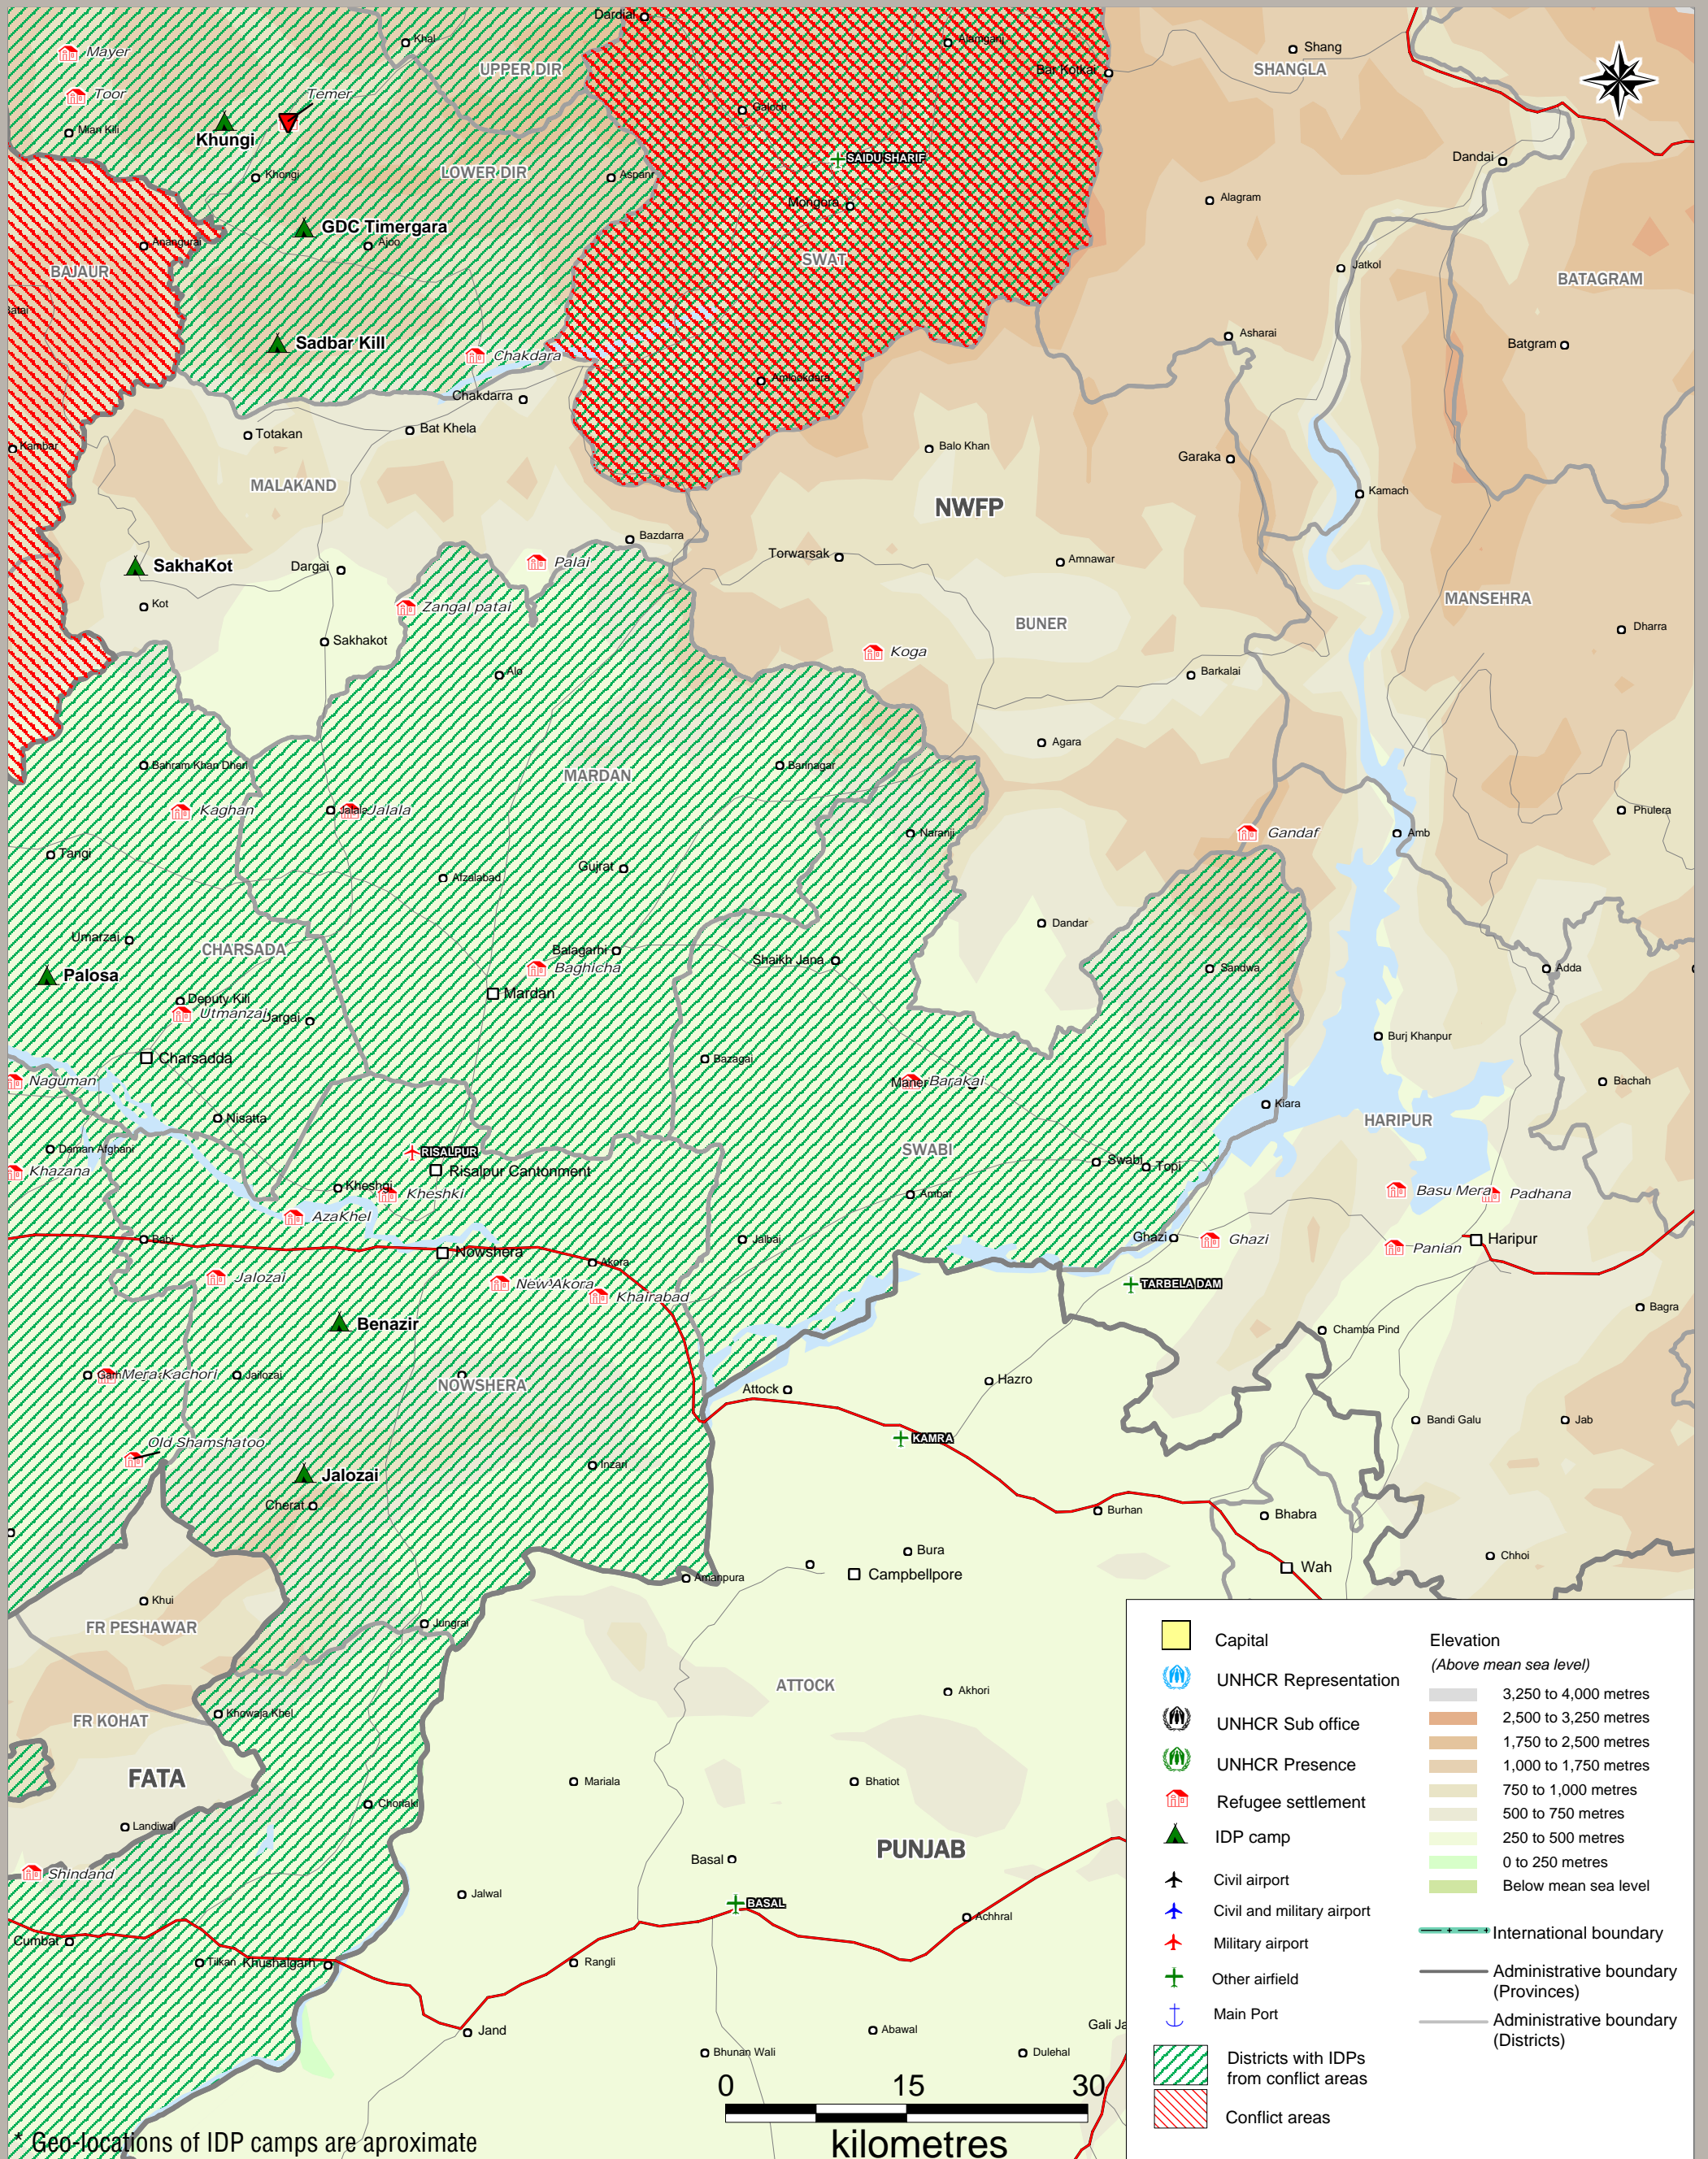 Dardial
Khal
Alamganj
Mayer
UPPER DIR
Bar Kotkai
Shang
SHANGLA
Toor
Temer
Galoch
Mian Kili
Khungi
SAIDU SHARIF
Dandai
LOWER DIR
Khongi
Aspanr
Mongora
Alagram
GDC Timergara
Anangurai
Ajoo
SWAT
BAJAUR
Jatkol
BATAGRAM
Sadbar Kill
Chakdara
Asharai
Batgram
Amlookdara
Chakdarra
Totakan
Bat Khela
Kambar
Balo Khan
Garaka
MALAKAND
Kamach
NWFP
Bazdarra
Torwarsak
SakhaKot
Dargai
Palai
Amnawar
Kot
Zangal patai
MANSEHRA
BUNER
Dharra
Sakhakot
Koga
Alo
Barkalai
Agara
Bahram Khan Dheri
MARDAN
Barinagar
Kaghan
Jalala
Jalala
Phulera
Naranji
Gandaf
Amb
Tangi
Gujrat
Afzalabad
Dandar
Umarzai
CHARSADA
Balagarhi
Shaikh Jana
Baghicha
Sandwa
Adda
Palosa
Mardan
Deputy Kili
Utmanzai
Dargai
Burj Khanpur
Charsadda
Bazagai
Naguman
Maner
Barakai
Bachah
Kiara
Nisatta
HARIPUR
Daman Afghani
RISALPUR
SWABI
Swabi
Topi
Khazana
Risalpur Cantonment
Kheshgi
Kheshki
Ambar
Basu Mera
Padhana
AzaKhel
Babi
Nowshera
Jalbai
Ghazi
Ghazi
Panian
Haripur
Akora
Jalozai
New Akora
Khairabad
TARBELA DAM
Benazir
Bagra
Chamba Pind
Mera Kachori
Jailozai
NOWSHERA
Attock
Hazro
Bandi Galu
Jab
Old Shamshatoo
KAMRA
Jalozai
Inzari
Cherat
Burhan
Bhabra
Bura
Chhoi
Campbellpore
Wah
Amanpura
Khui
FR PESHAWAR
Jungrai
ATTOCK
Akhori
FR KOHAT
Khowaja Khel
FATA
Mariala
Bhatiot
Chorlaki
Landiwal
PUNJAB
Shindand
Basal
Jalwal
BASAL
Achhral
Cumbat
Tilkan
Khushalgarh
Rangli
Jand
Abawal
Gali Ja
Bhunan Wali
Dulehal
0 15 30
kilometres
* Geo-locations of IDP camps are aproximate
Capital
UNHCR Representation
UNHCR Sub office
UNHCR Presence
Refugee settlement
IDP camp
Civil airport
Civil and military airport
Military airport
Other airfield
Main Port
Districts with IDPs
from conflict areas
Conflict areas
Elevation
(Above mean sea level)
3,250 to 4,000 metres
2,500 to 3,250 metres
1,750 to 2,500 metres
1,000 to 1,750 metres
750 to 1,000 metres
500 to 750 metres
250 to 500 metres
0 to 250 metres
Below mean sea level
International boundary
Administrative boundary
(Provinces)
Administrative boundary
(Districts)